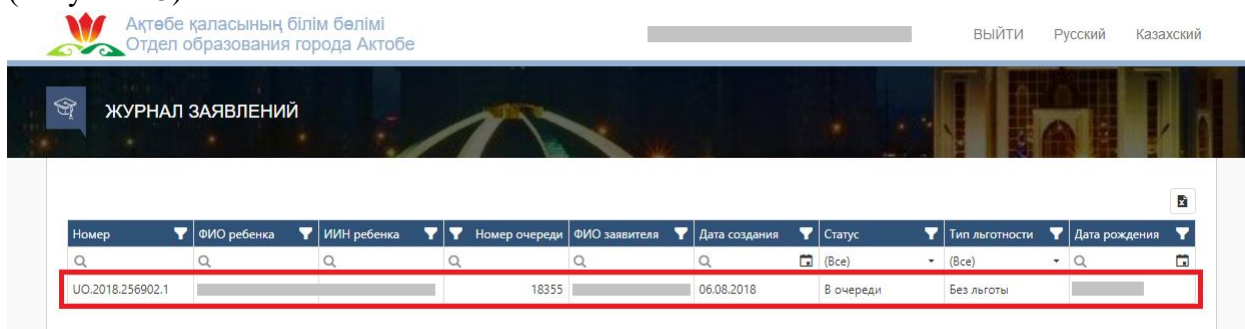 Ақтөбе қаласының білім бөлімі
Отдел образования города Актобе
ВЫЙТИ Русский Казахский
ЖУРНАЛ ЗАЯВЛЕНИЙ
Номер ФИО ребенка ИИН ребенка Номер очереди ФИО заявителя Дата создания Статус Тип льготности Дата рождения
(Все) (Все)
UO.2018.256902.1 18355 06.08.2018 В очереди Без льготы